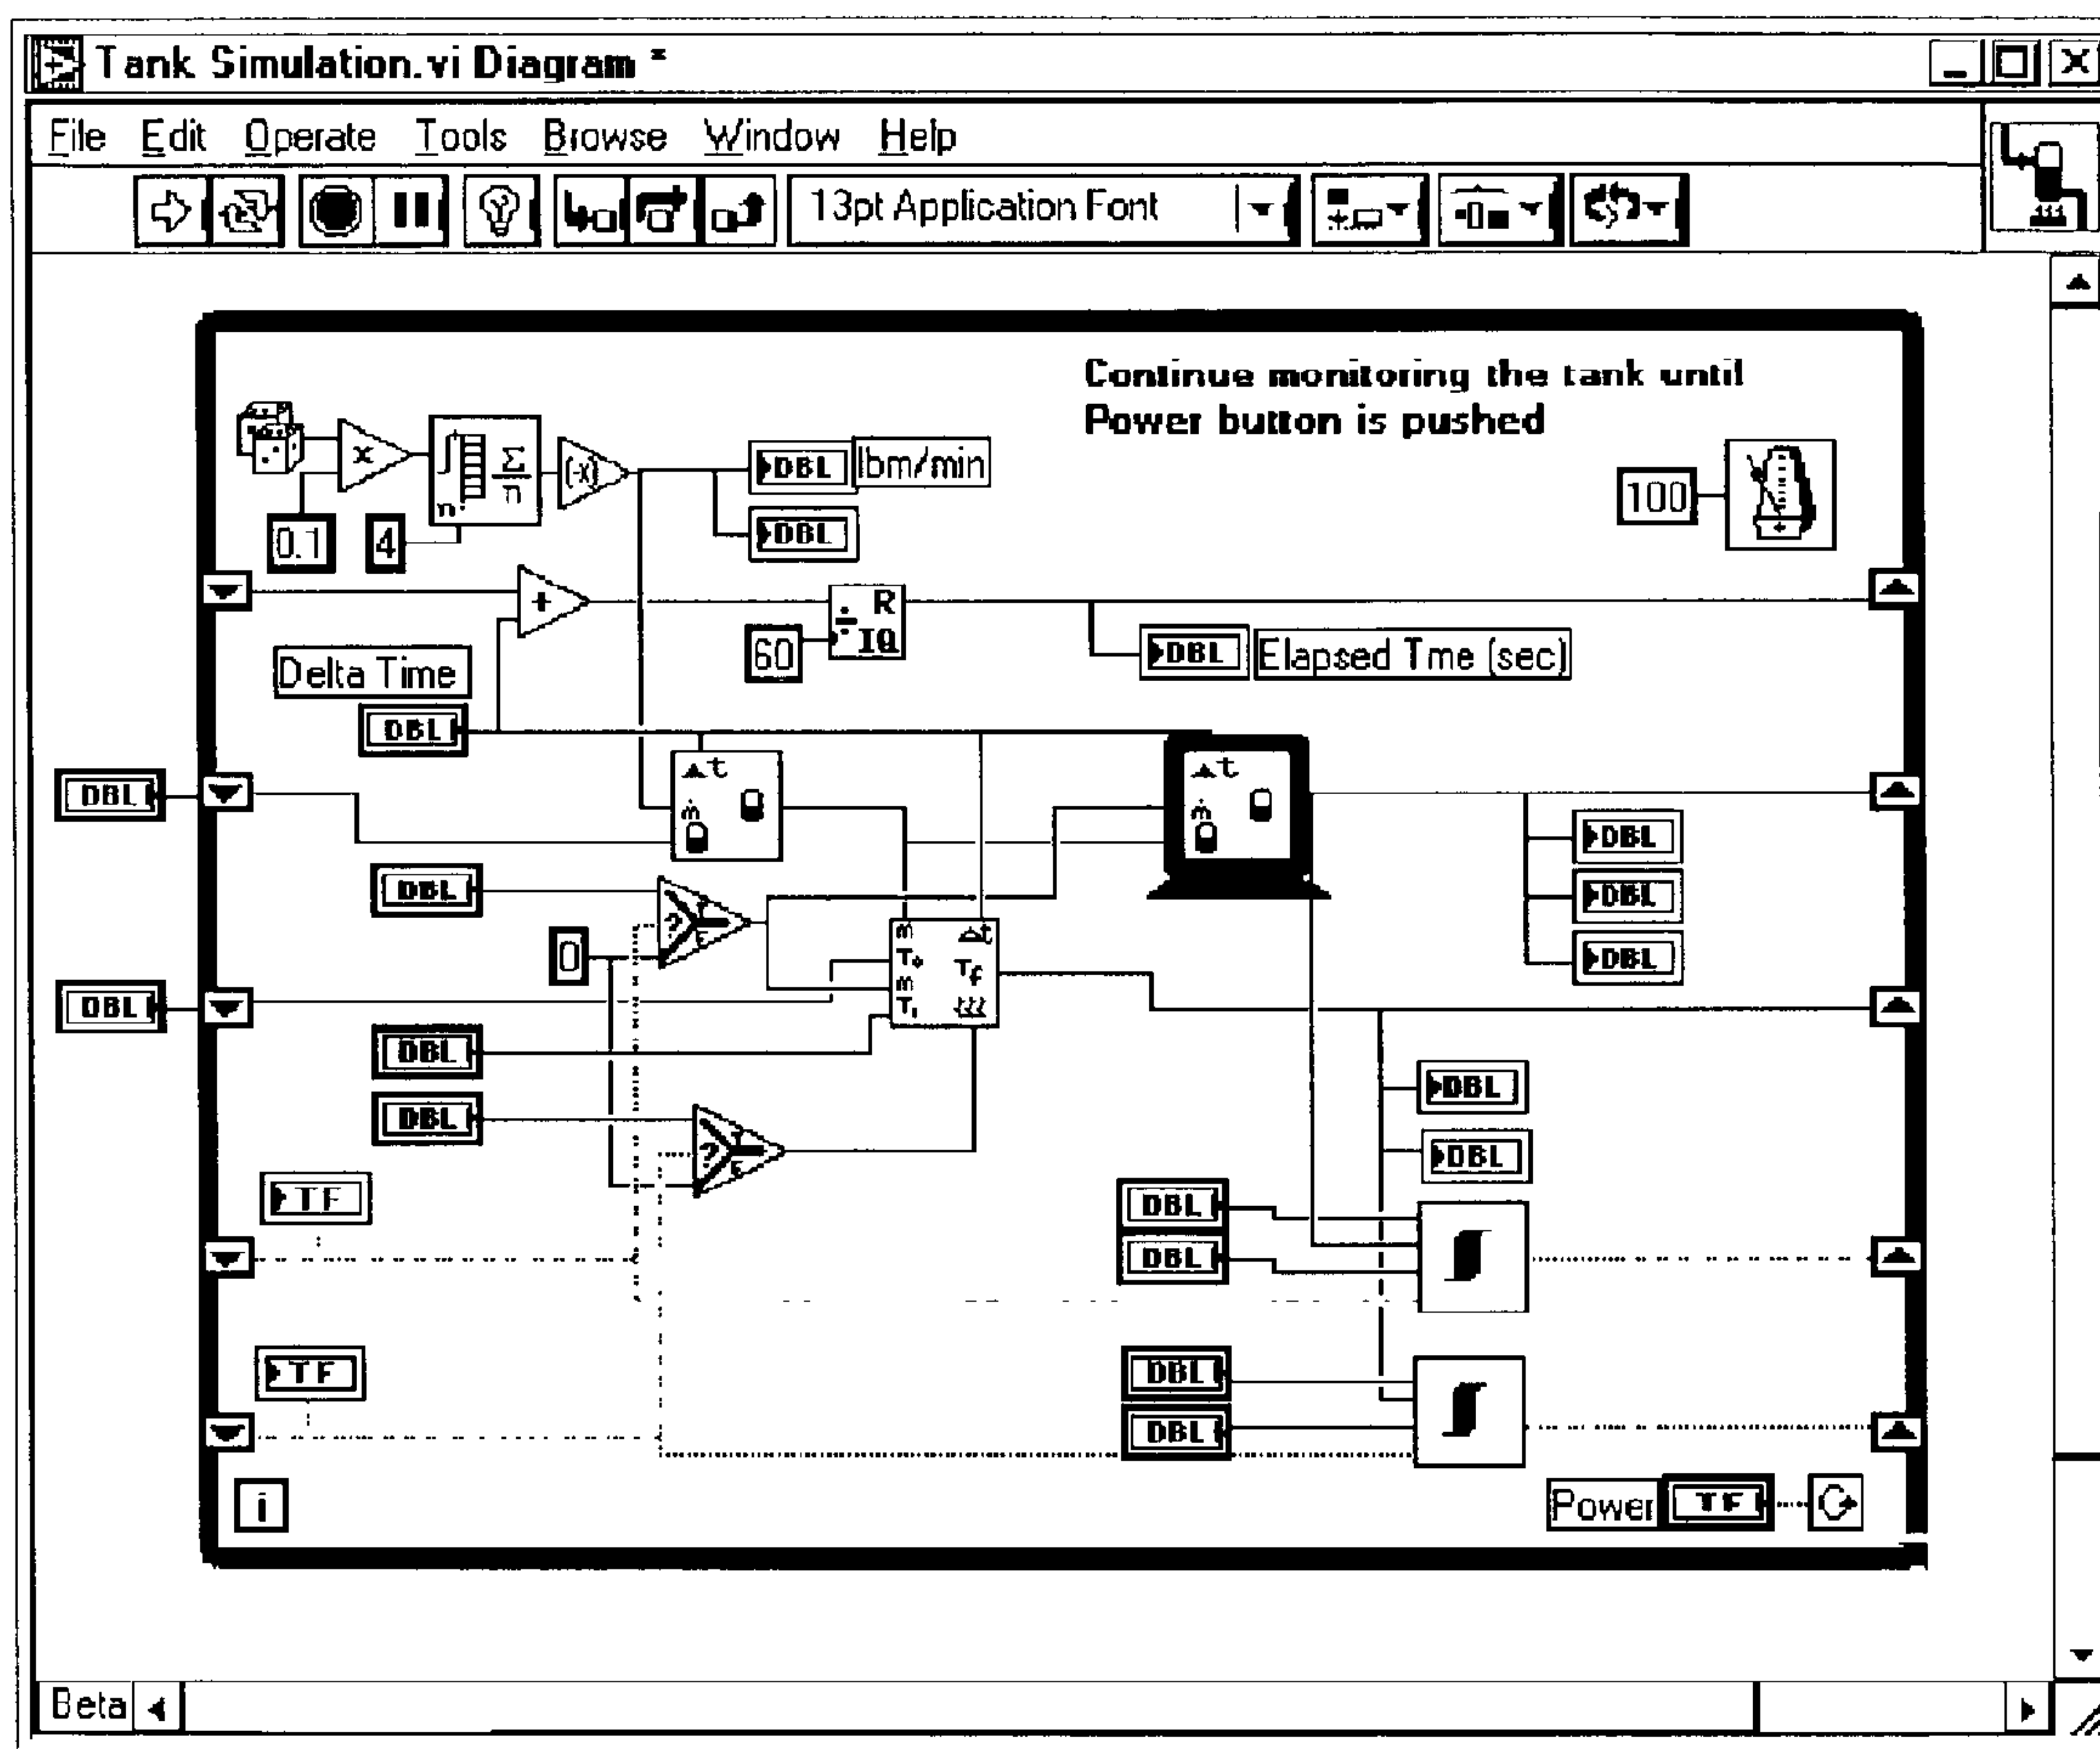 Tank Simulation.vi Diagram *
File Edit Operate Tools Browse Window Help
13pt Application Font
Continue monitoring the tank until
Power button is pushed
x
Σ
n
n
(-x)
DBL lbm/min
100
0.1
4
DBL
+
R
IQ
60
DBL Elapsed Tme (sec)
Delta Time
DBL
t
ṁ
t
ṁ
DBL
DBL
DBL
DBL
DBL
?
0
m
T
m
T
Δt
Tf
DBL
DBL
DBL
DBL
DBL
?
DBL
TF
DBL
DBL
TF
DBL
DBL
i
Power TF
Beta